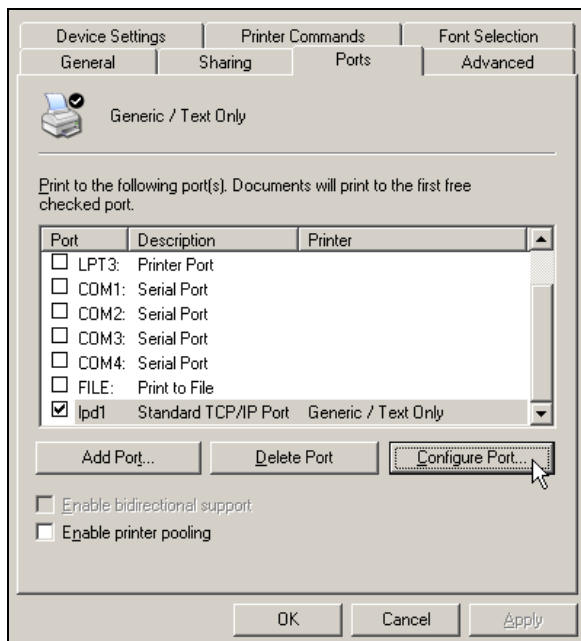 Device Settings Printer Commands Font Selection
General Sharing Ports Advanced
Generic / Text Only
Print to the following port(s). Documents will print to the first free
checked port.
Port Description Printer
LPT3: Printer Port
COM1: Serial Port
COM2: Serial Port
COM3: Serial Port
COM4: Serial Port
FILE: Print to File
lpd1 Standard TCP/IP Port Generic / Text Only
Add Port... Delete Port Configure Port...
Enable bidirectional support
Enable printer pooling
OK Cancel Apply